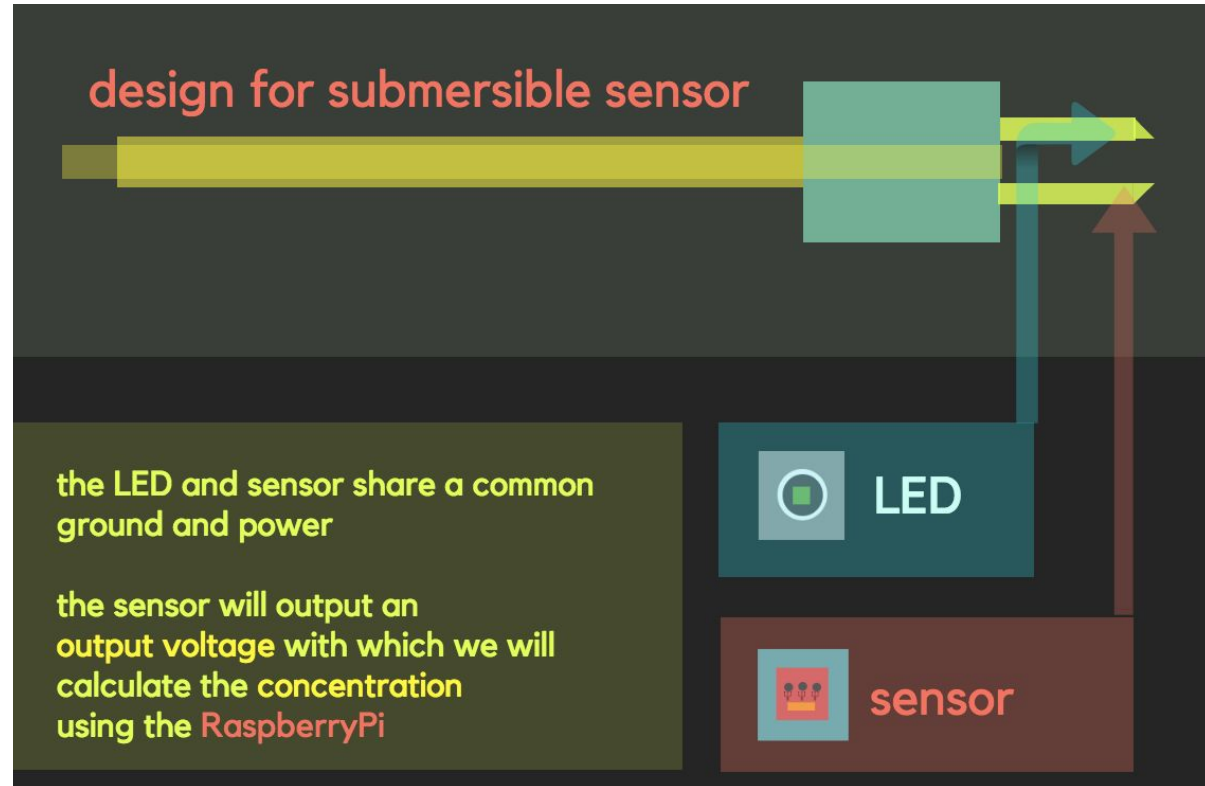 design for submersible sensor
the LED and sensor share a common
ground and power
the sensor will output an
output voltage with which we will
calculate the concentration
using the RaspberryPi
LED
sensor